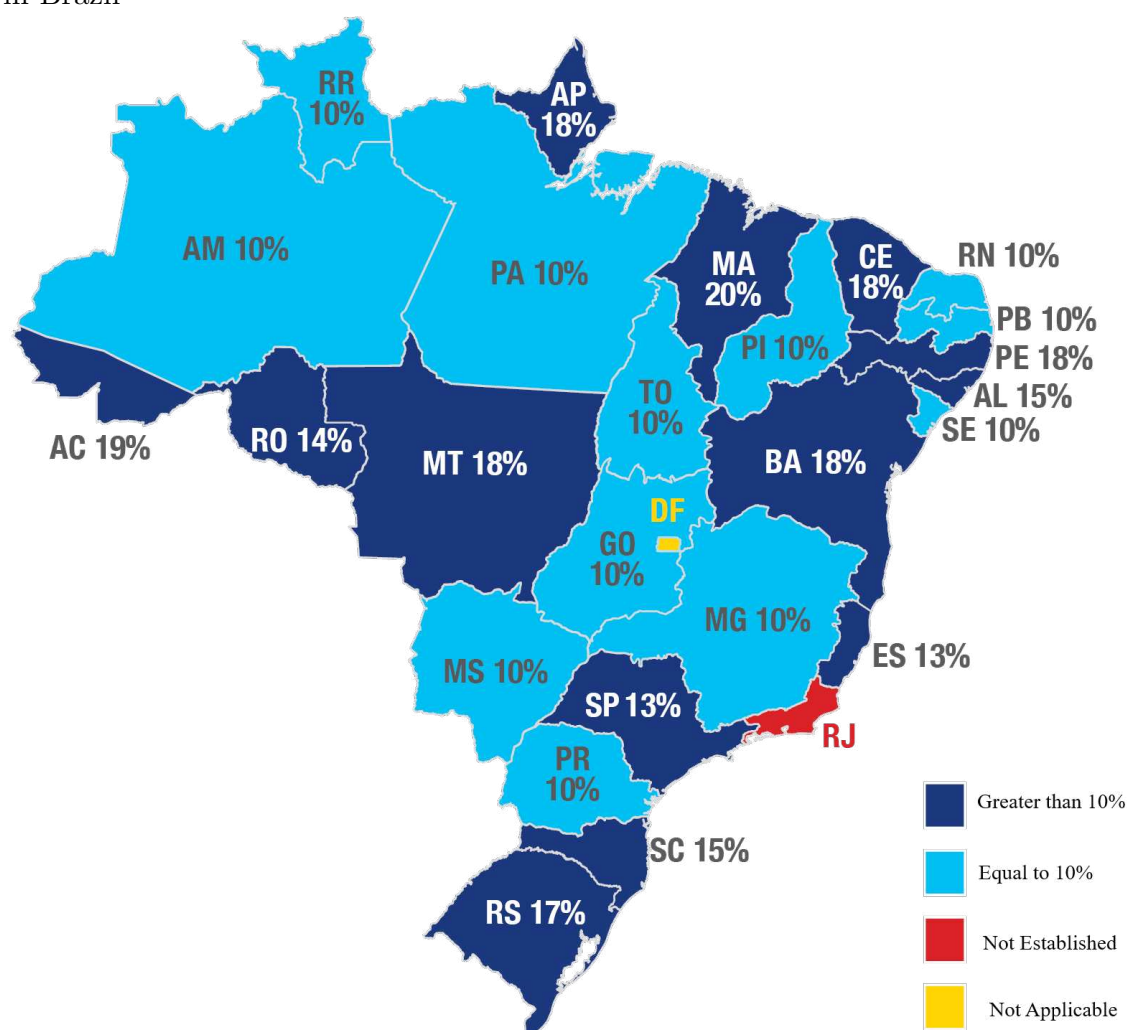 in Brazil
RR
10%
AP
18%
AM 10%
PA 10%
MA
20%
CE
18%
RN 10%
PB 10%
PI 10%
PE 18%
TO
10%
AL 15%
SE 10%
AC 19%
RO 14%
MT 18%
BA 18%
DF
GO
10%
MG 10%
ES 13%
MS 10%
SP 13%
RJ
PR
10%
SC 15%
RS 17%
Greater than 10%
Equal to 10%
Not Established
Not Applicable